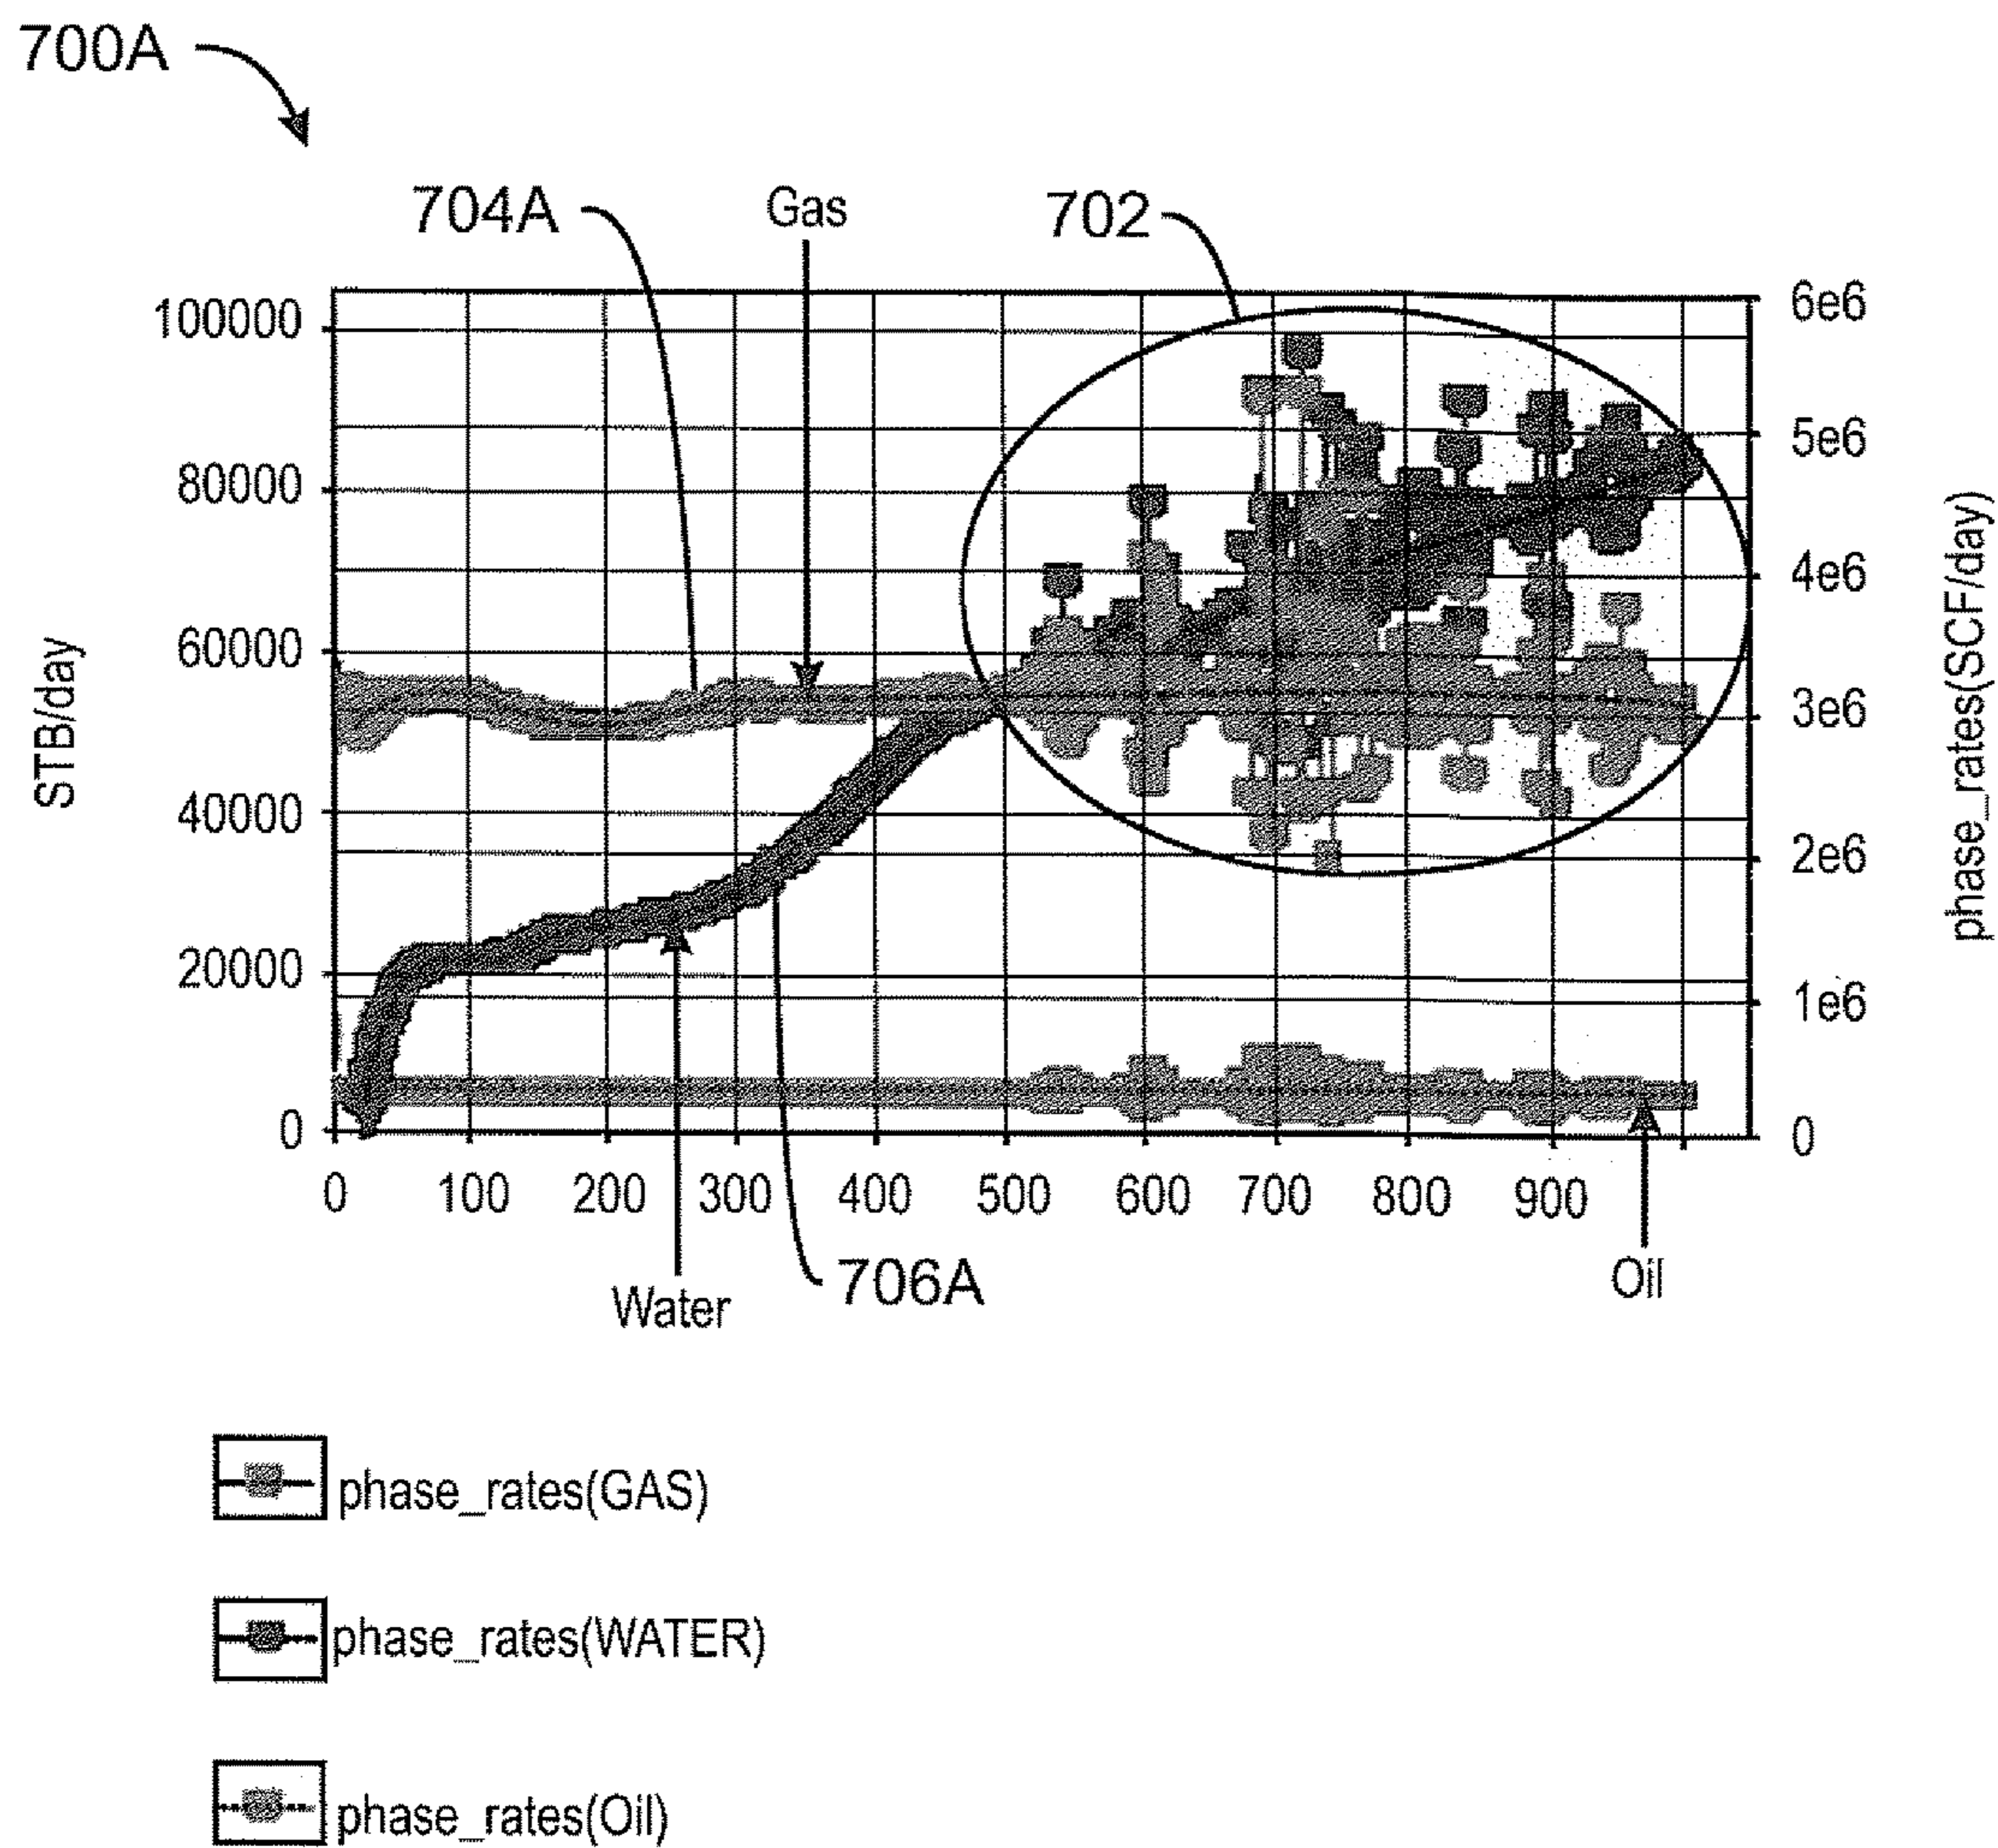 700A
704A
Gas
702
100000
80000
60000
40000
20000
0
STB/day
6e6
5e6
4e6
3e6
2e6
1e6
0
phase_rates(SCF/day)
0 100 200 300 400 500 600 700 800 900
Water
706A
Oil
phase_rates(GAS)
phase_rates(WATER)
phase_rates(Oil)